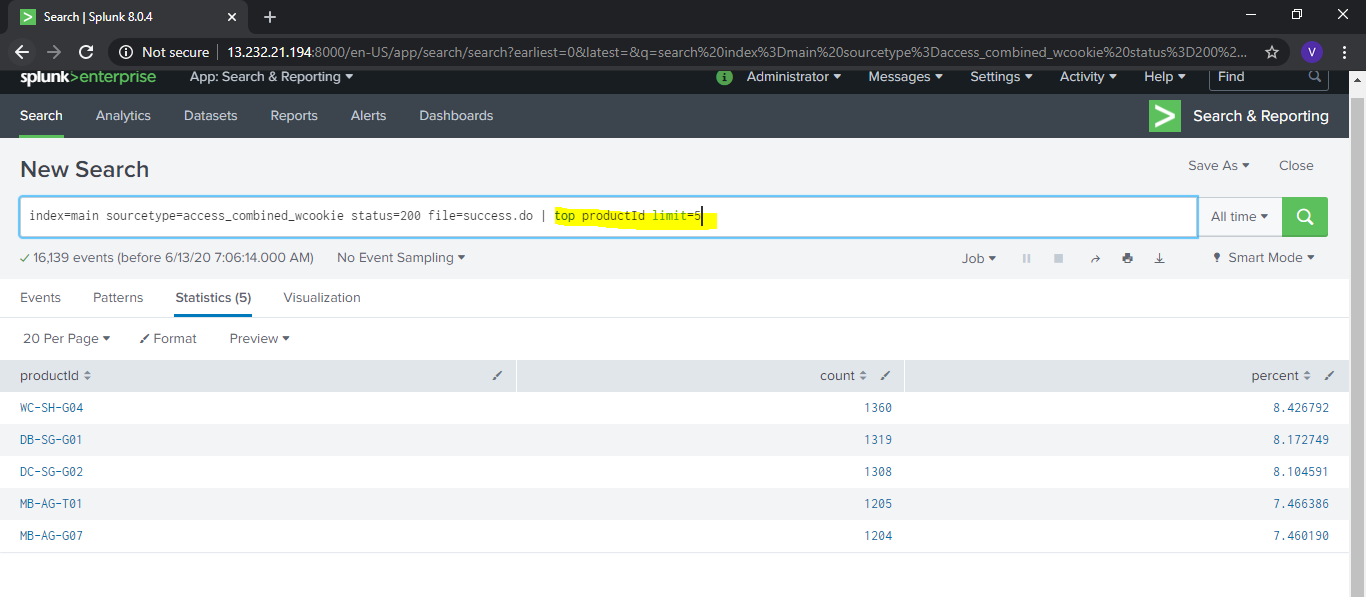 Search | Splunk 8.0.4
Not secure 13.232.21.194:8000/en-US/app/search/search?earliest=0&latest=&q=search%20index%3Dmain%20sourcetype%3Daccess_combined_wcookie%20status%3D200%2...
V
splunk>enterprise App: Search & Reporting i Administrator Messages Settings Activity Help Find
Search Analytics Datasets Reports Alerts Dashboards Search & Reporting
New Search Save As Close
index=main sourcetype=access_combined_wcookie status=200 file=success.do | top productId limit=5 All time
16,139 events (before 6/13/20 7:06:14.000 AM) No Event Sampling Job Smart Mode
Events Patterns Statistics (5) Visualization
20 Per Page Format Preview
productId count percent
WC-SH-G04 1360 8.426792
DB-SG-G01 1319 8.172749
DC-SG-G02 1308 8.104591
MB-AG-T01 1205 7.466386
MB-AG-G07 1204 7.460190